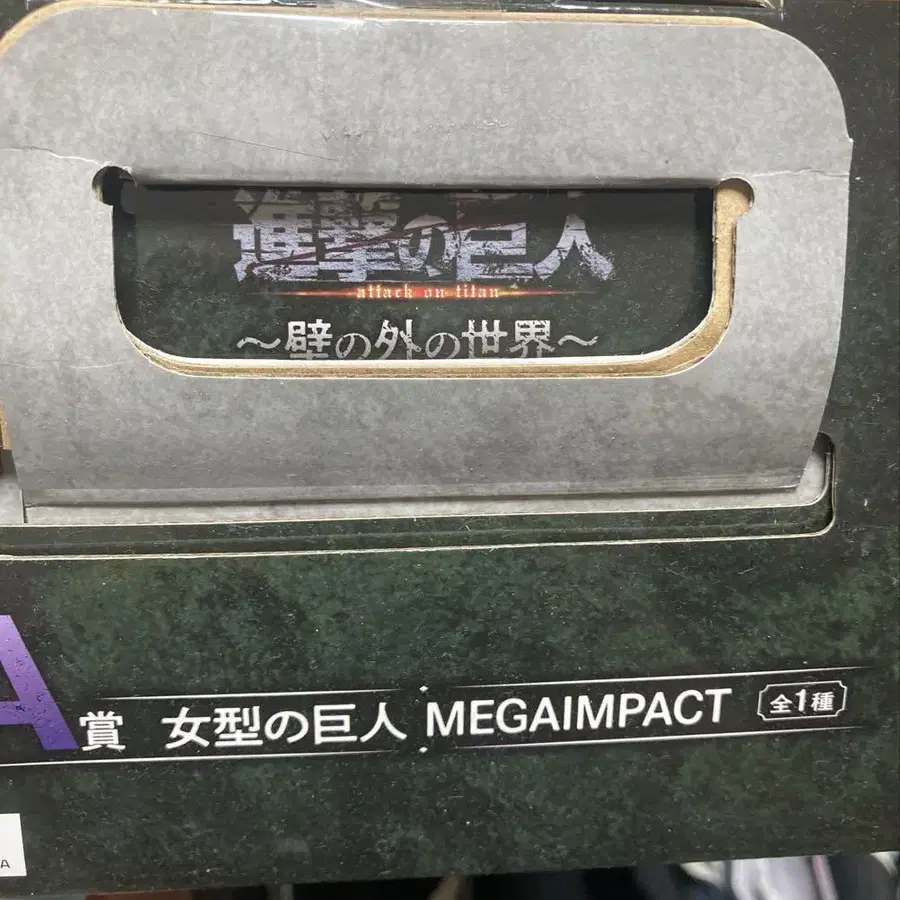 進撃の巨人
attack on titan
～壁の外の世界～
A賞 女型の巨人 MEGAIMPACT 全1種
A